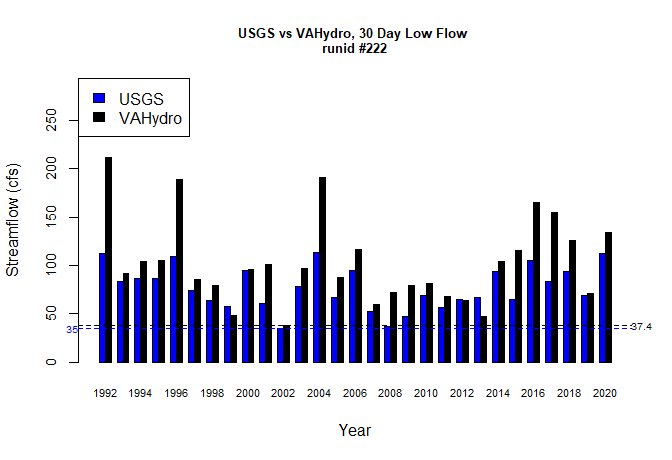 USGS vs VAHydro, 30 Day Low Flow
runid #222
USGS
VAHydro
Streamflow (cfs)
250
200
150
100
50
0
35
37.4
1992 1994 1996 1998 2000 2002 2004 2006 2008 2010 2012 2014 2016 2018 2020
Year